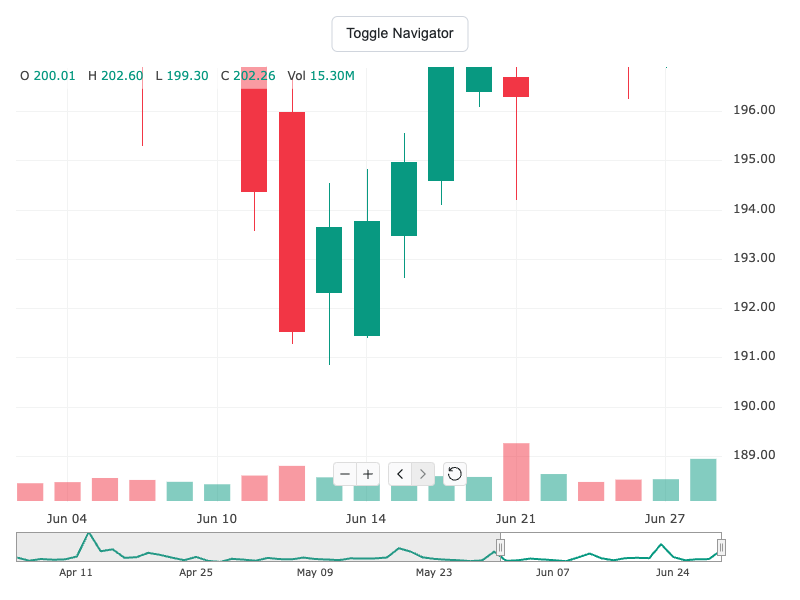 Toggle Navigator
O 200.01 H 202.60 L 199.30 C 202.26 Vol 15.30M
196.00
195.00
194.00
193.00
192.00
191.00
190.00
189.00
Jun 04 Jun 10 Jun 14 Jun 21 Jun 27
Apr 11 Apr 25 May 09 May 23 Jun 07 Jun 24